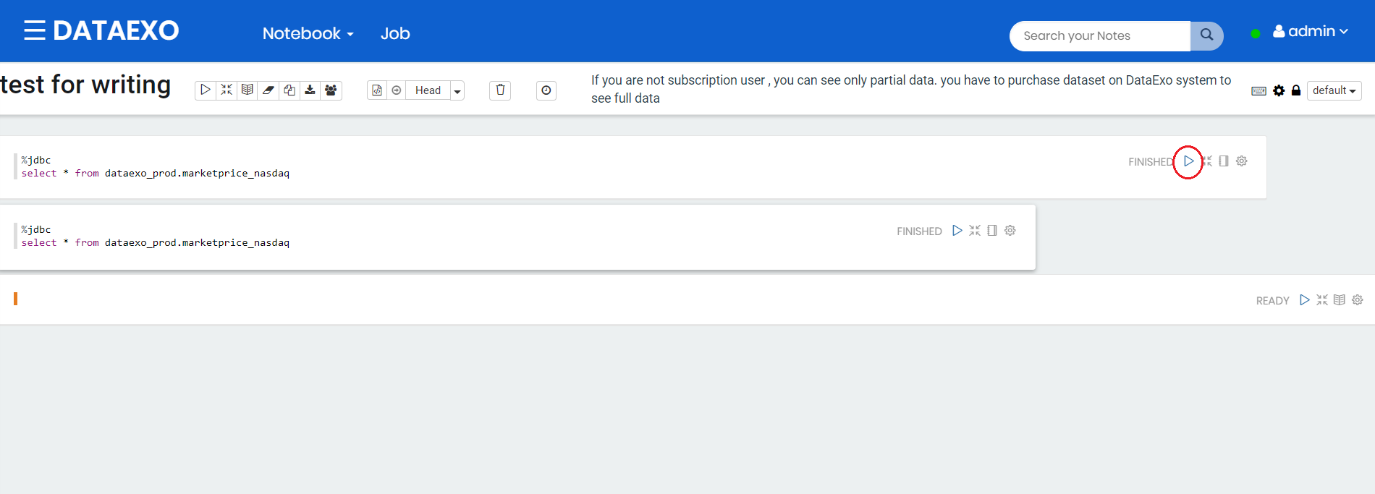 DATAEXO
Notebook
Job
Search your Notes
admin
test for writing
Head
If you are not subscription user , you can see only partial data. you have to purchase dataset on DataExo system to
see full data
default
%jdbc
select * from dataexo_prod.marketprice_nasdaq
FINISHED
%jdbc
select * from dataexo_prod.marketprice_nasdaq
FINISHED
READY